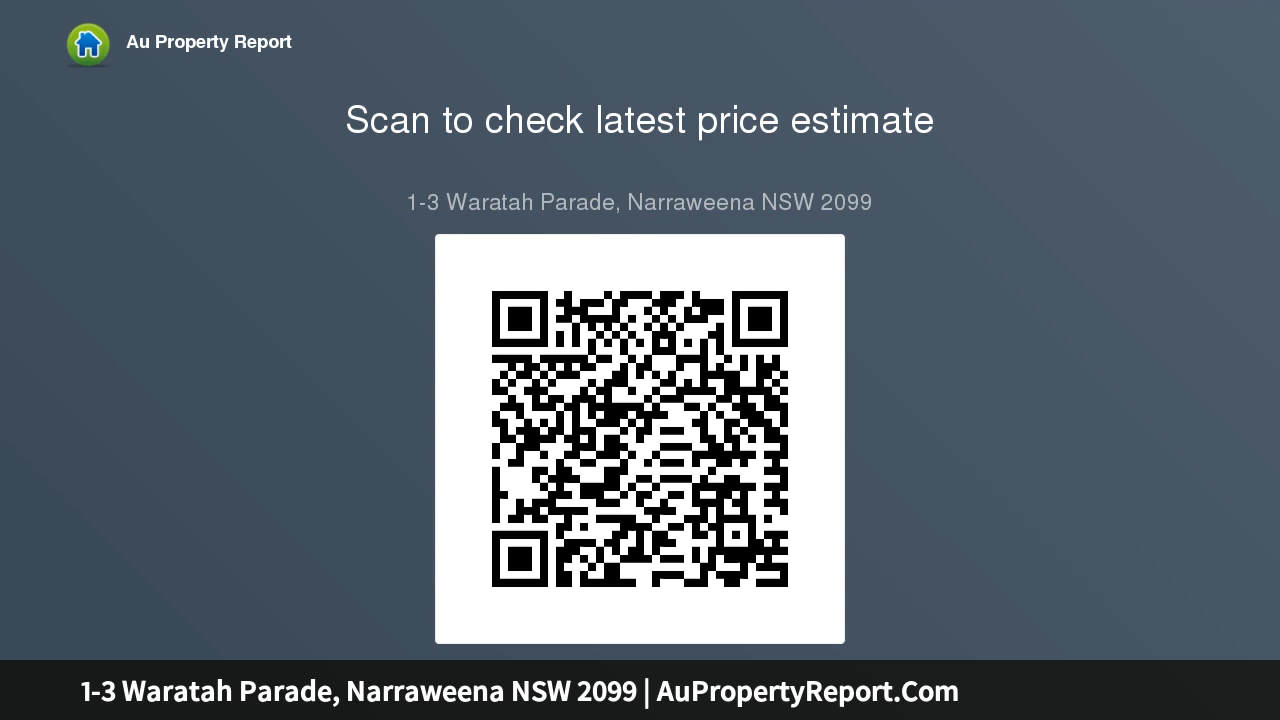 Au Property Report
Scan to check latest price estimate
1-3 Waratah Parade, Narraweena NSW 2099
1-3 Waratah Parade, Narraweena NSW 2099 | AuPropertyReport.Com